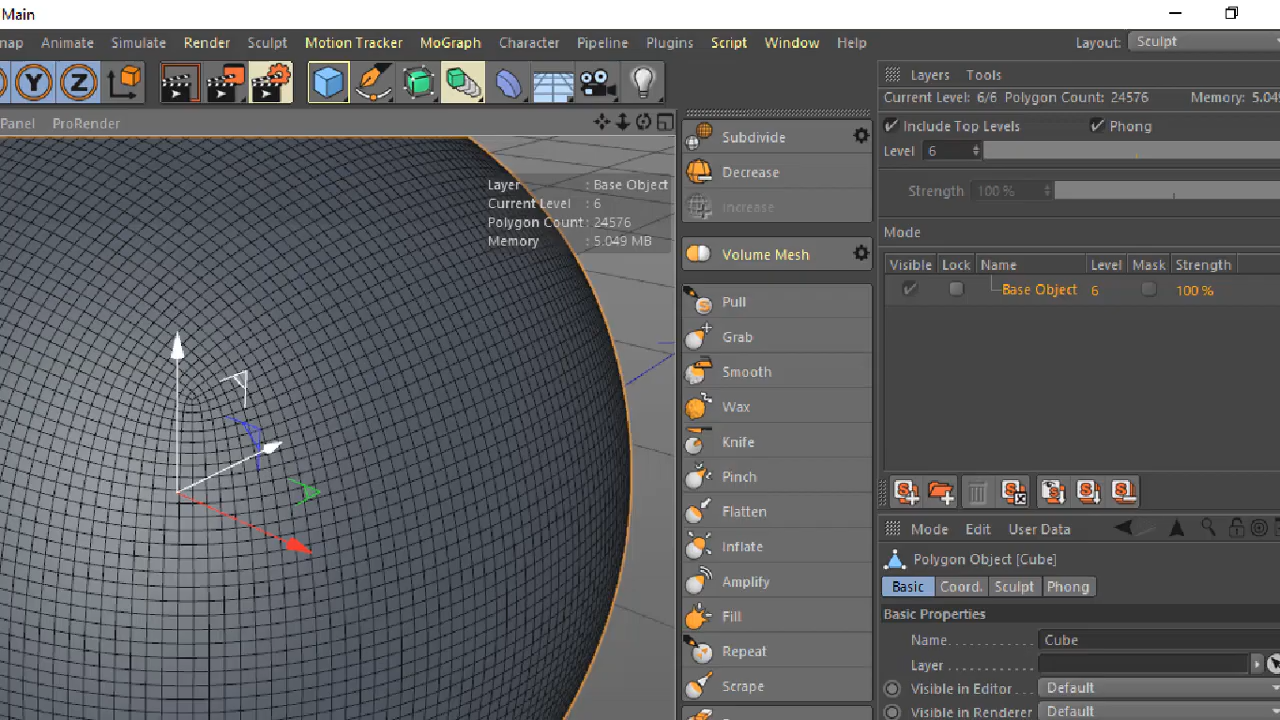 Main
nap Animate Simulate Render Sculpt Motion Tracker MoGraph Character Pipeline Plugins Script Window Help Layout: Sculpt
Y Z
Panel ProRender
Layer : Base Object
Current Level : 6
Polygon Count : 24576
Memory : 5.049 MB
Subdivide
Decrease
Increase
Volume Mesh
Pull
Grab
Smooth
Wax
Knife
Pinch
Flatten
Inflate
Amplify
Fill
Repeat
Scrape
Layers Tools
Current Level: 6/6 Polygon Count: 24576 Memory: 5.049
Include Top Levels Phong
Level 6
Strength 100 %
Mode
Visible Lock Name Level Mask Strength
Base Object 6 100 %
Mode Edit User Data
Polygon Object [Cube]
Basic Coord. Sculpt Phong
Basic Properties
Name Cube
Layer
Visible in Editor Default
Visible in Renderer Default